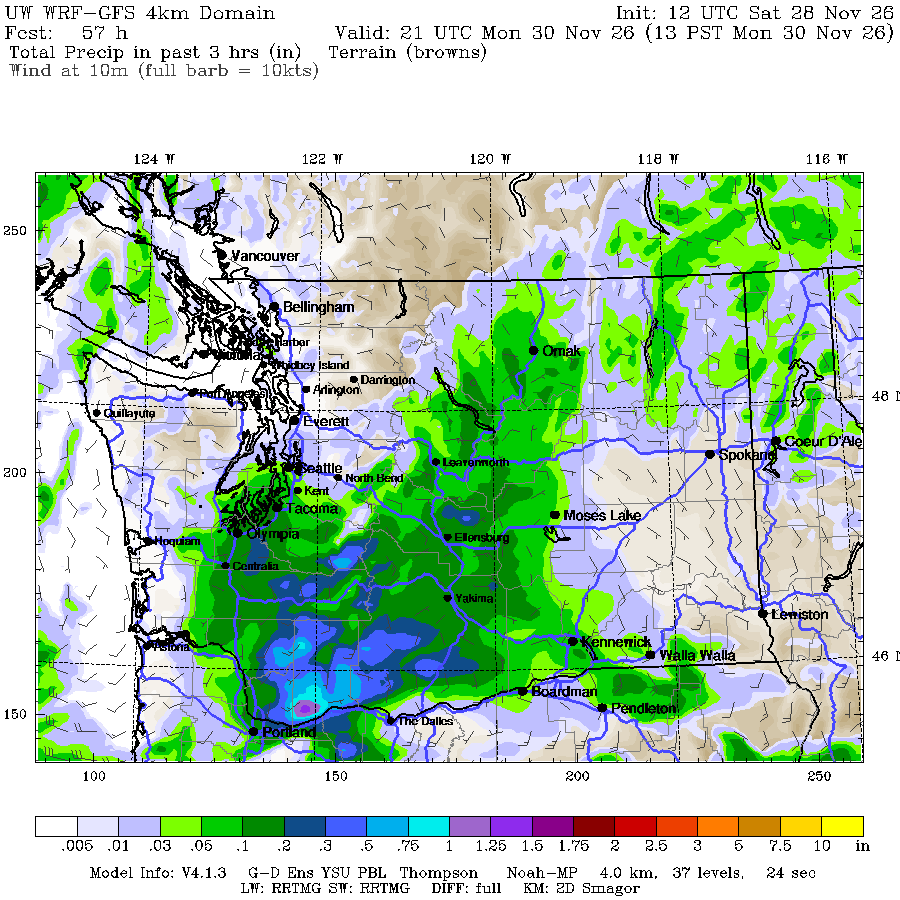 UW WRF-GFS 4km Domain Init: 12 UTC Sat 28 Nov 26
Fcst: 57 h Valid: 21 UTC Mon 30 Nov 26 (13 PST Mon 30 Nov 26)
Total Precip in past 3 hrs (in) Terrain (browns)
Wind at 10m (full barb = 10kts)
124 W 122 W 120 W 118 W 116 W
250
Vancouver
Bellingham
Harbor
Victoria
Whidbey Island
Omak
Darrington
Arlington
Port Angeles
48 N
Quillayute
Everett
Coeur D'Ale
Spokane
Leavenworth
200
Seattle
North Bend
Kent
Tacoma
Moses Lake
Olympia
Ellensburg
Hoquiam
Centralia
Yakima
Lewiston
Kennewick
Astoria
Walla Walla
46 N
Boardman
Pendleton
150
The Dalles
Portland
100 150 200 250
.005 .01 .03 .05 .1 .2 .3 .5 .75 1 1.25 1.5 1.75 2 2.5 3 5 7.5 10 in
Model Info: V4.1.3 G-D Ens YSU PBL Thompson Noah-MP 4.0 km, 37 levels, 24 sec
LW: RRTMG SW: RRTMG DIFF: full KM: 2D Smagor